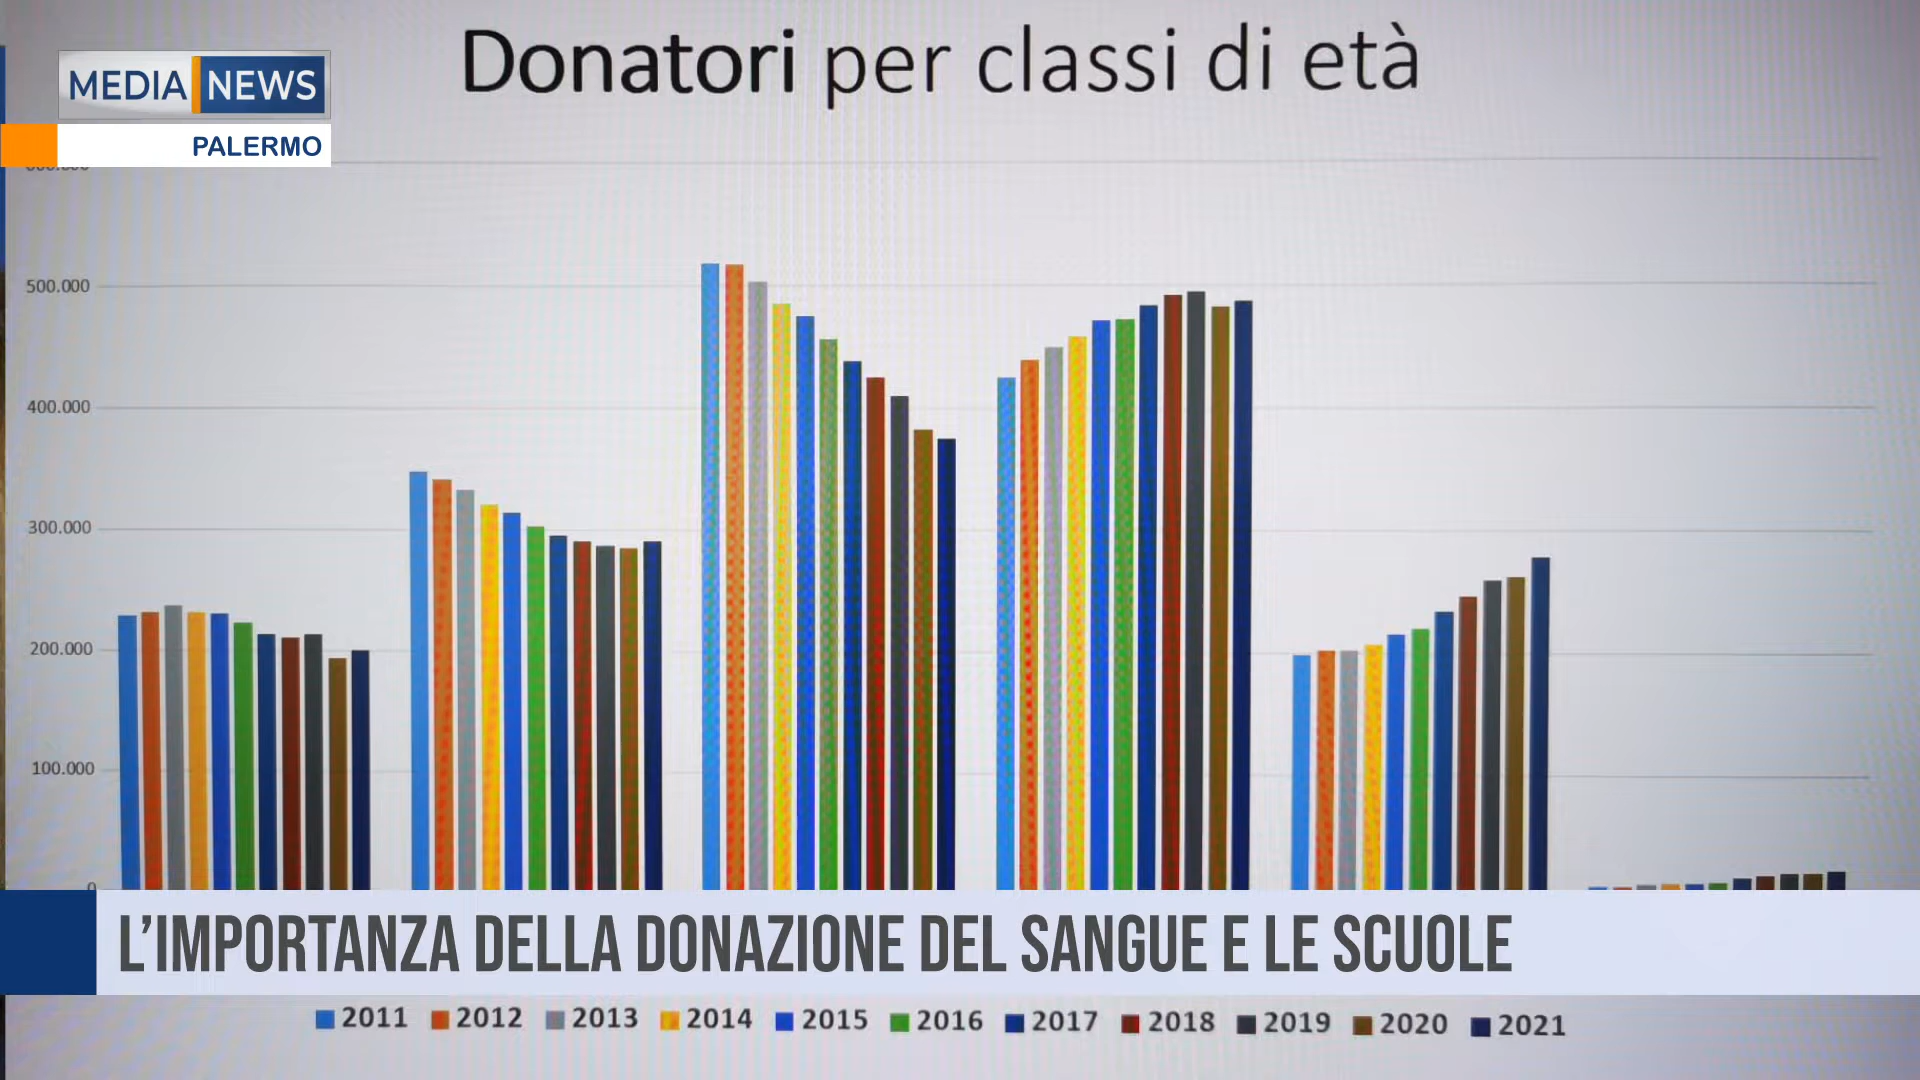 Donatori per classi di età
MEDIA NEWS
PALERMO
500.000
400.000
300.000
200.000
100.000
0
L'IMPORTANZA DELLA DONAZIONE DEL SANGUE E LE SCUOLE
2011 2012 2013 2014 2015 2016 2017 2018 2019 2020 2021